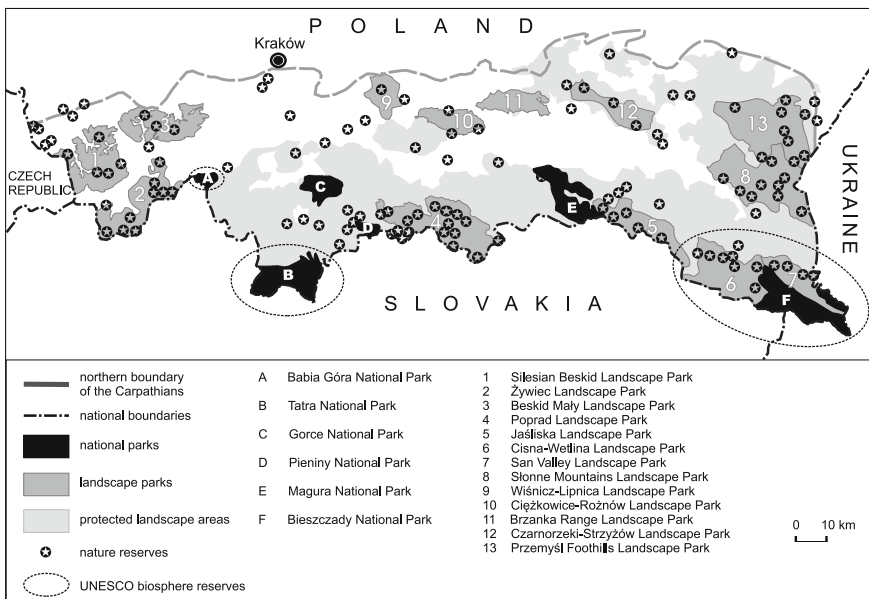 P O L A N D
Kraków
CZECH
REPUBLIC
UKRAINE
S L O V A K I A
1
2
3
4
5
6
7
8
9
10
11
12
13
A
B
C
D
E
F
northern boundary
of the Carpathians
national boundaries
national parks
landscape parks
protected landscape areas
nature reserves
UNESCO biosphere reserves
A Babia Góra National Park
B Tatra National Park
C Gorce National Park
D Pieniny National Park
E Magura National Park
F Bieszczady National Park
1 Silesian Beskid Landscape Park
2 Żywiec Landscape Park
3 Beskid Mały Landscape Park
4 Poprad Landscape Park
5 Jaśliska Landscape Park
6 Cisna-Wetlina Landscape Park
7 San Valley Landscape Park
8 Słonne Mountains Landscape Park
9 Wiśnicz-Lipnica Landscape Park
10 Ciężkowice-Rożnów Landscape Park
11 Brzanka Range Landscape Park
12 Czarnorzeki-Strzyżów Landscape Park
13 Przemyśl Foothills Landscape Park
0 10 km